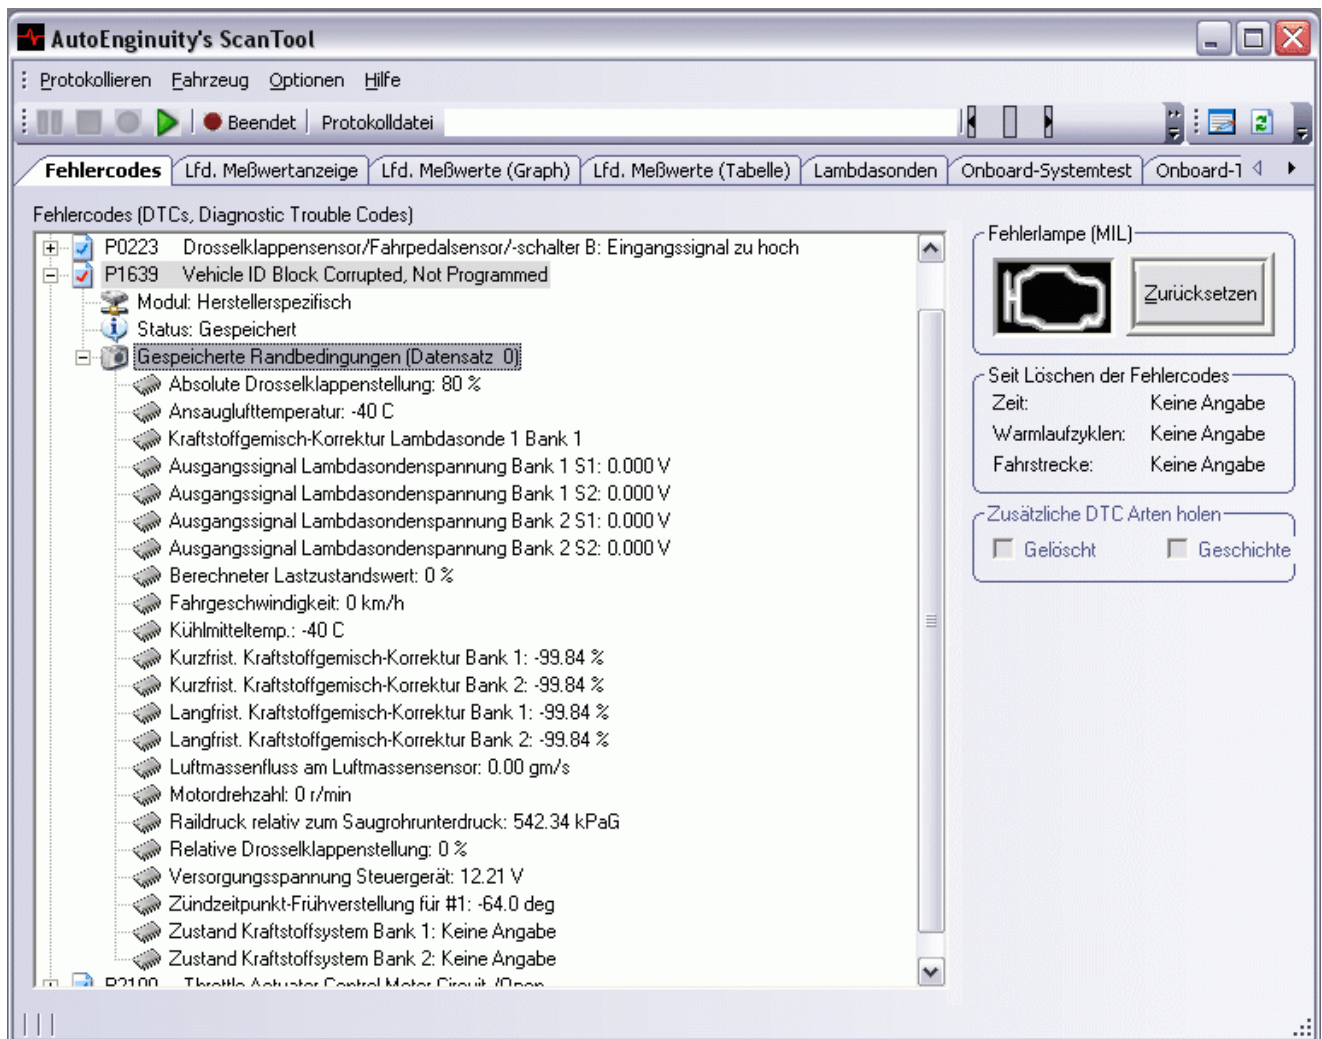 AutoEnginuity's ScanTool
Protokollieren Fahrzeug Optionen Hilfe
Beendet Protokolldatei
Fehlercodes Lfd. Meßwertanzeige Lfd. Meßwerte (Graph) Lfd. Meßwerte (Tabelle) Lambdasonden Onboard-Systemtest Onboard-T
Fehlercodes (DTCs, Diagnostic Trouble Codes)
P0223 Drosselklappensensor/Fahrpedalsensor/-schalter B: Eingangssignal zu hoch
P1639 Vehicle ID Block Corrupted, Not Programmed
Modul: Herstellerspezifisch
Status: Gespeichert
Gespeicherte Randbedingungen (Datensatz 0)
Absolute Drosselklappenstellung: 80 %
Ansauglufttemperatur: -40 C
Kraftstoffgemisch-Korrektur Lambdasonde 1 Bank 1
Ausgangssignal Lambdasondenspannung Bank 1 S1: 0.000 V
Ausgangssignal Lambdasondenspannung Bank 1 S2: 0.000 V
Ausgangssignal Lambdasondenspannung Bank 2 S1: 0.000 V
Ausgangssignal Lambdasondenspannung Bank 2 S2: 0.000 V
Berechneter Lastzustandswert: 0 %
Fahrgeschwindigkeit: 0 km/h
Kühlmitteltemp.: -40 C
Kurzfrist. Kraftstoffgemisch-Korrektur Bank 1: -99.84 %
Kurzfrist. Kraftstoffgemisch-Korrektur Bank 2: -99.84 %
Langfrist. Kraftstoffgemisch-Korrektur Bank 1: -99.84 %
Langfrist. Kraftstoffgemisch-Korrektur Bank 2: -99.84 %
Luftmassenfluss am Luftmassensensor: 0.00 gm/s
Motordrehzahl: 0 r/min
Raildruck relativ zum Saugrohrunterdruck: 542.34 kPaG
Relative Drosselklappenstellung: 0 %
Versorgungsspannung Steuergerät: 12.21 V
Zündzeitpunkt-Frühverstellung für #1: -64.0 deg
Zustand Kraftstoffsystem Bank 1: Keine Angabe
Zustand Kraftstoffsystem Bank 2: Keine Angabe
P2100 Throttle Actuator Control Motor Circuit /Open
Fehlerlampe (MIL)
Zurücksetzen
Seit Löschen der Fehlercodes
Zeit: Keine Angabe
Warmlaufzyklen: Keine Angabe
Fahrstrecke: Keine Angabe
Zusätzliche DTC Arten holen
Gelöscht Geschichte